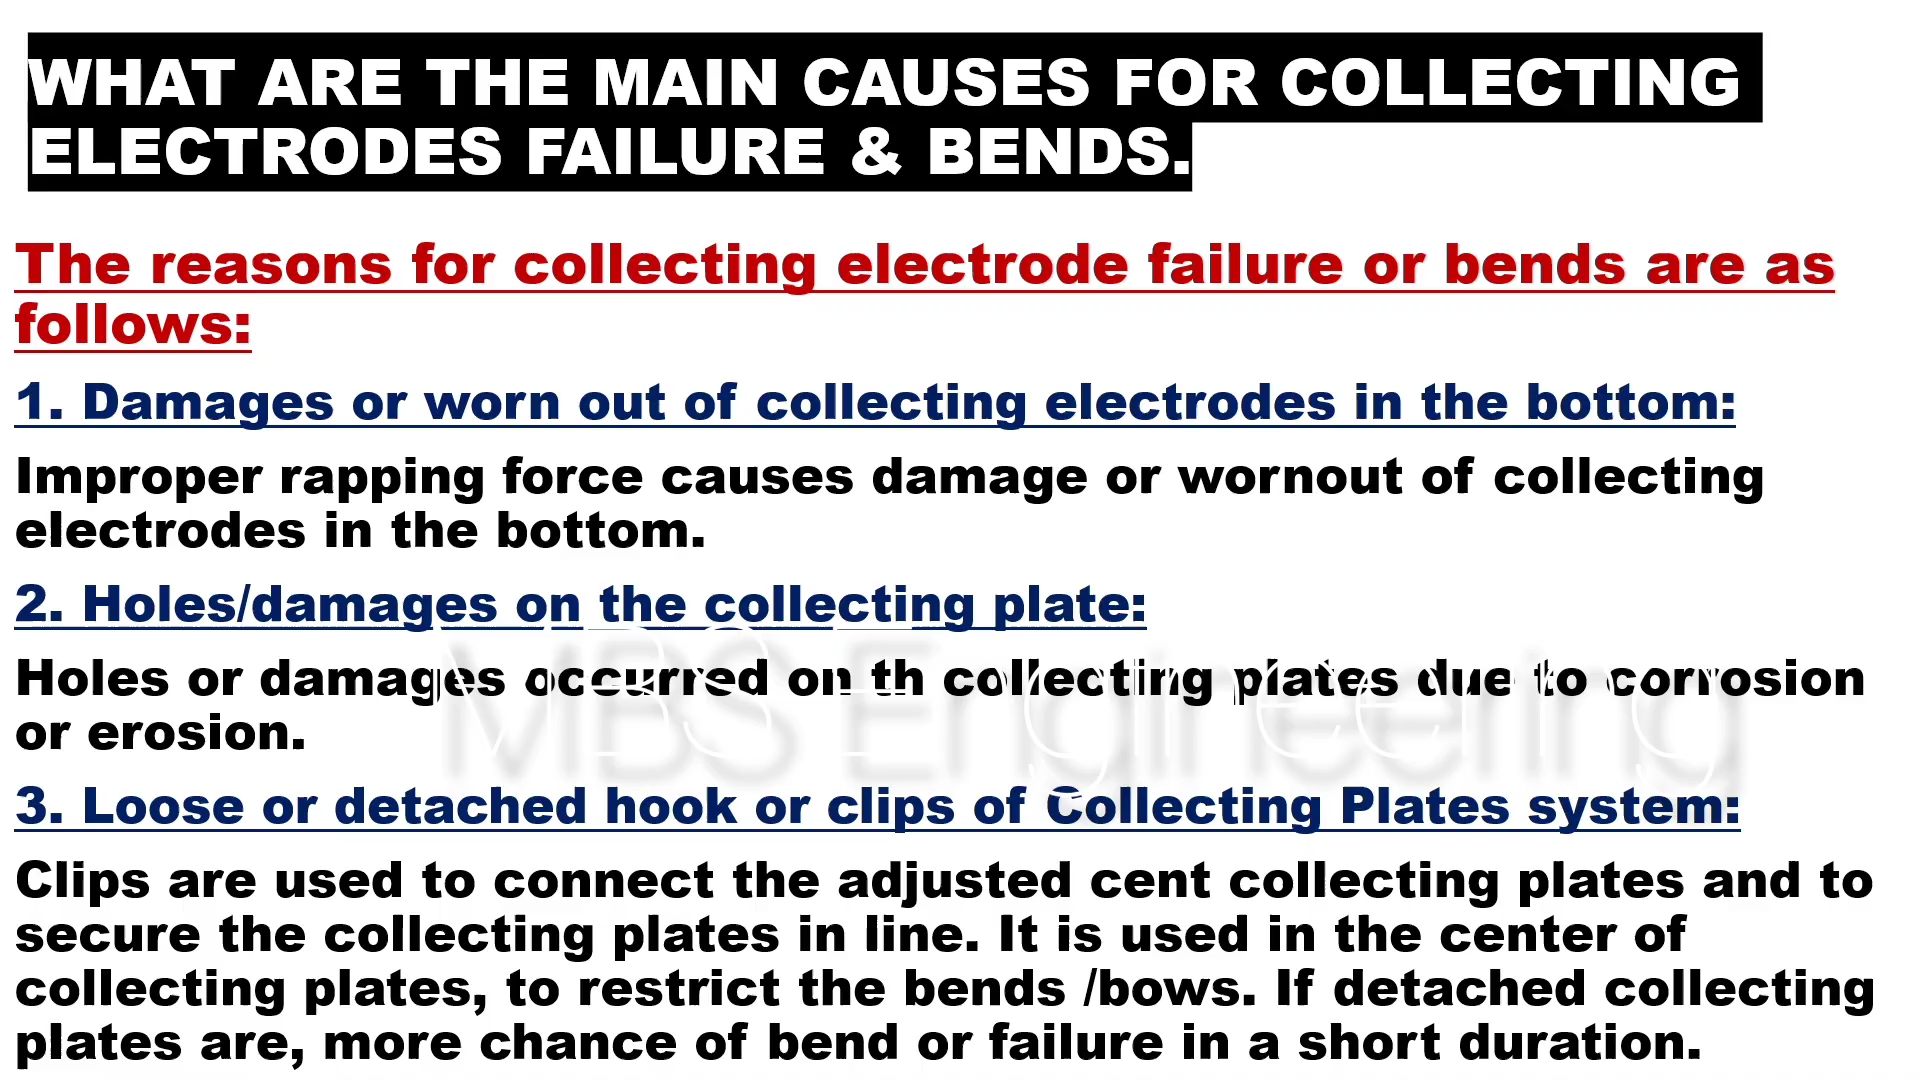 WHAT ARE THE MAIN CAUSES FOR COLLECTING
ELECTRODES FAILURE & BENDS.
The reasons for collecting electrode failure or bends are as
follows:
1. Damages or worn out of collecting electrodes in the bottom:
Improper rapping force causes damage or wornout of collecting
electrodes in the bottom.
2. Holes/damages on the collecting plate:
Holes or damages occurred on th collecting plates due to corrosion
or erosion.
MBS Engineering
3. Loose or detached hook or clips of Collecting Plates system:
Clips are used to connect the adjusted cent collecting plates and to
secure the collecting plates in line. It is used in the center of
collecting plates, to restrict the bends /bows. If detached collecting
plates are, more chance of bend or failure in a short duration.